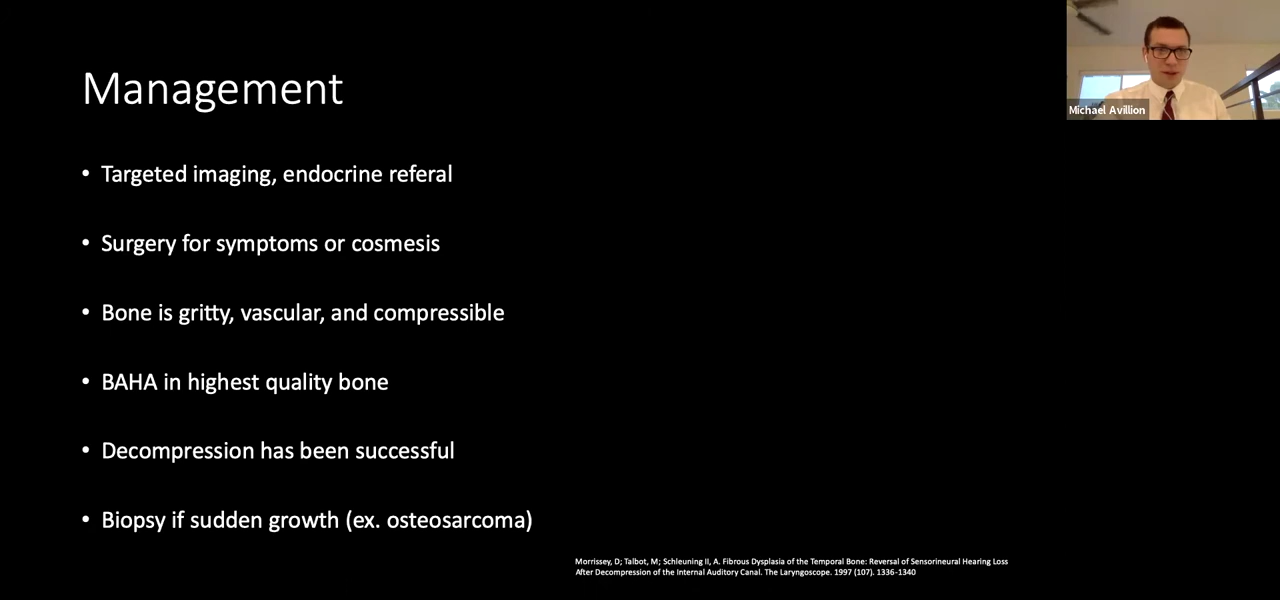 Michael Avillion
Management
• Targeted imaging, endocrine referal
• Surgery for symptoms or cosmesis
• Bone is gritty, vascular, and compressible
• BAHA in highest quality bone
• Decompression has been successful
• Biopsy if sudden growth (ex. osteosarcoma)
Morrissey, D; Talbot, M; Schleuning II, A. Fibrous Dysplasia of the Temporal Bone: Reversal of Sensorineural Hearing Loss
After Decompression of the Internal Auditory Canal. The Laryngoscope. 1997 (107). 1336-1340